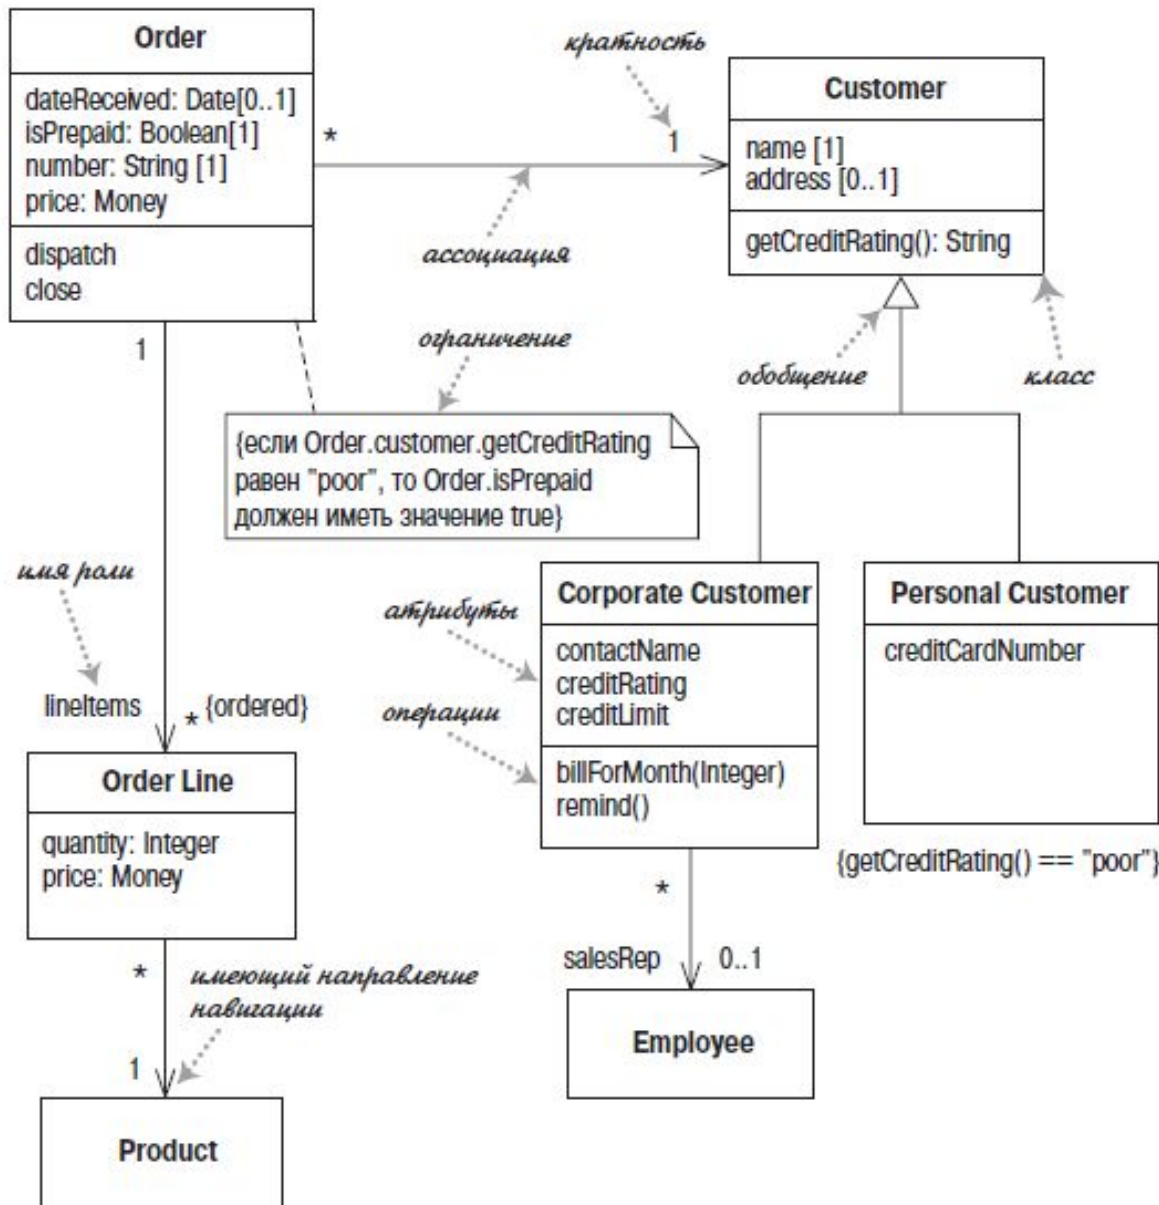 Order
dateReceived: Date[0..1]
isPrepaid: Boolean[1]
number: String [1]
price: Money
dispatch
close
*
кратность
1
ассоциация
Customer
name [1]
address [0..1]
getCreditRating(): String
1
ограничение
обобщение
класс
{если Order.customer.getCreditRating
равен "poor", то Order.isPrepaid
должен иметь значение true}
имя роли
lineItems
* {ordered}
атрибуты
операции
Corporate Customer
contactName
creditRating
creditLimit
billForMonth(Integer)
remind()
Personal Customer
creditCardNumber
{getCreditRating() == "poor"}
Order Line
quantity: Integer
price: Money
*
имеющий направление
навигации
1
Product
*
salesRep
0..1
Employee